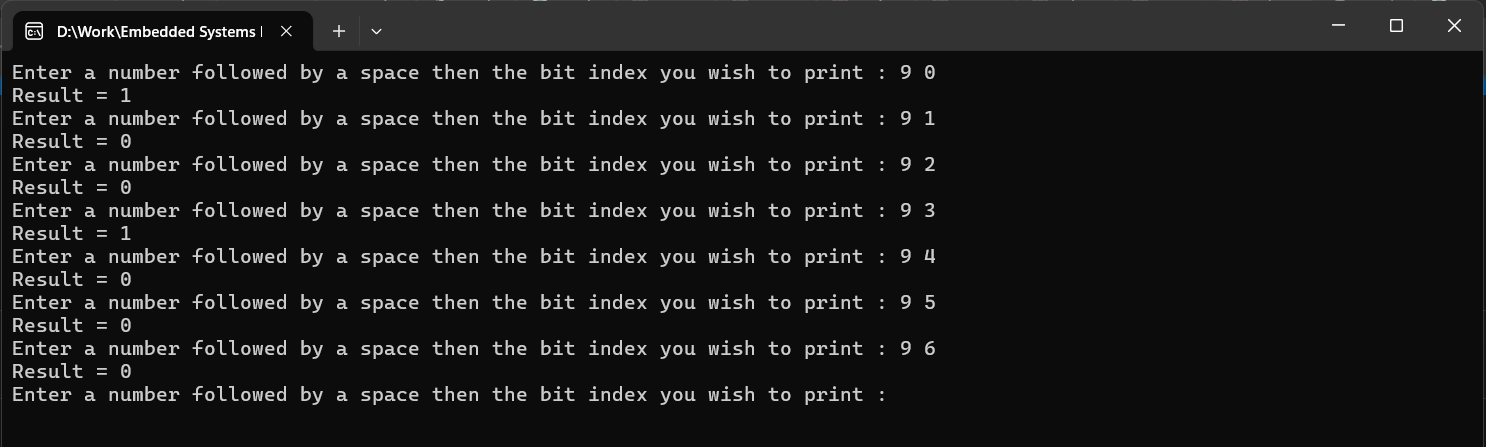 D:\Work\Embedded Systems
Enter a number followed by a space then the bit index you wish to print : 9 0
Result = 1
Enter a number followed by a space then the bit index you wish to print : 9 1
Result = 0
Enter a number followed by a space then the bit index you wish to print : 9 2
Result = 0
Enter a number followed by a space then the bit index you wish to print : 9 3
Result = 1
Enter a number followed by a space then the bit index you wish to print : 9 4
Result = 0
Enter a number followed by a space then the bit index you wish to print : 9 5
Result = 0
Enter a number followed by a space then the bit index you wish to print : 9 6
Result = 0
Enter a number followed by a space then the bit index you wish to print :